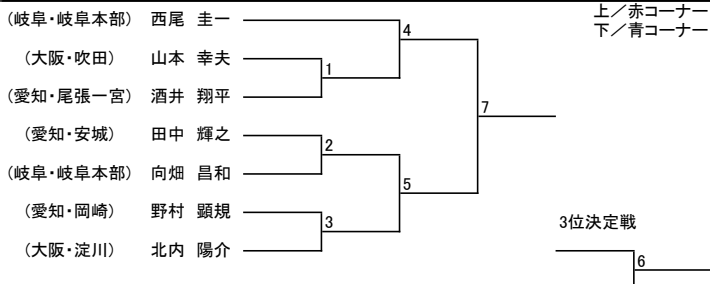 上／赤コーナー
下／青コーナー
(岐阜・岐阜本部) 西尾 圭一
(大阪・吹田) 山本 幸夫
(愛知・尾張一宮) 酒井 翔平
(愛知・安城) 田中 輝之
(岐阜・岐阜本部) 向畑 昌和
(愛知・岡崎) 野村 顕規
(大阪・淀川) 北内 陽介
4
1
7
2
5
3
3位決定戦
6